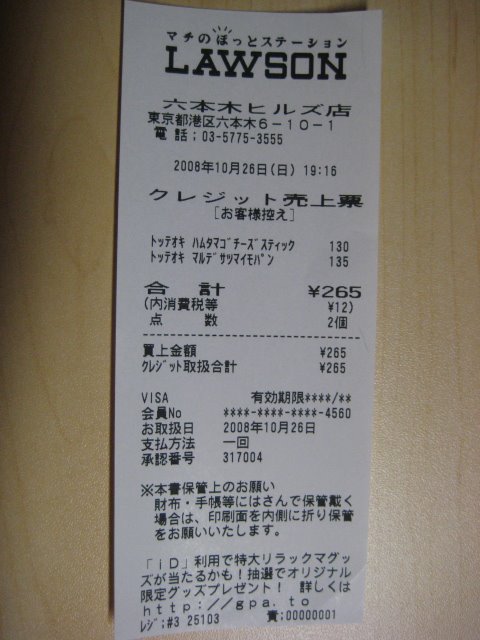 マチのほっとステーション
LAWSON
六本木ヒルズ店
東京都港区六本木6-10-1
電話;03-5775-3555
2008年10月26日(日) 19:16
クレジット売上票
[お客様控え]
トッテオキ ハムタマゴチーズスティック 130
トッテオキ マルデサツマイモパン 135
合計 ¥265
(内消費税等 ¥12)
点数 2個
買上金額 ¥265
クレジット取扱合計 ¥265
VISA 有効期限****/**
会員No ****-****-****-4560
お取扱日 2008年10月26日
支払方法 一回
承認番号 317004
※本書保管上のお願い
財布・手帳等にはさんで保管戴く
場合は、印刷面を内側に折り保管
をお願いいたします。
「iD」利用で特大リラックマグッ
ズが当たるかも!抽選でオリジナル
限定グッズプレゼント! 詳しくは
http://gpa.to
レジ;#3 25103 責;00000001